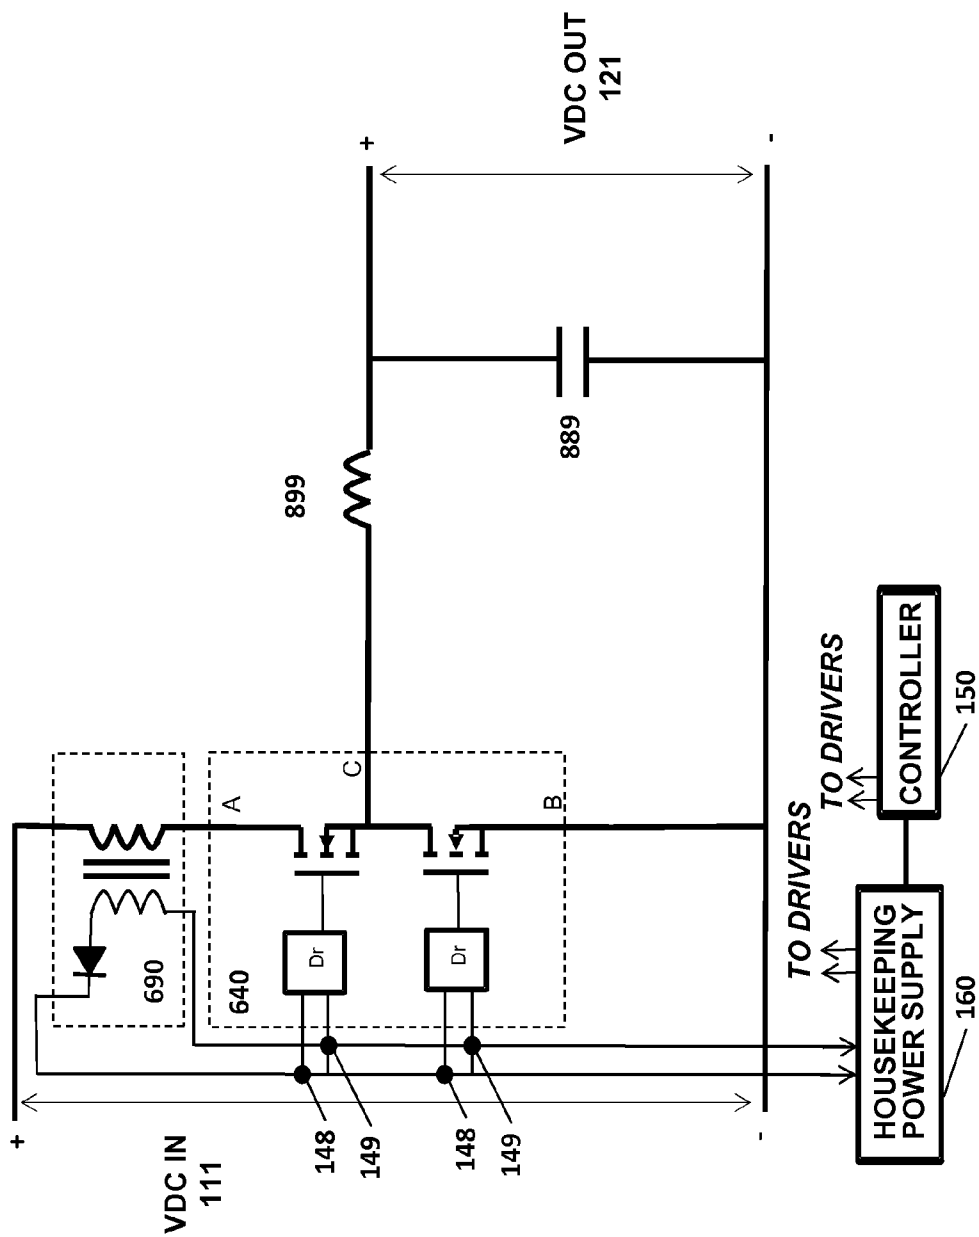 +
VDC IN
111
-
690
640
A
B
C
Dr
Dr
148
149
148
149
899
889
+
VDC OUT
121
-
TO DRIVERS
TO DRIVERS
HOUSEKEEPING
POWER SUPPLY
160
CONTROLLER
150